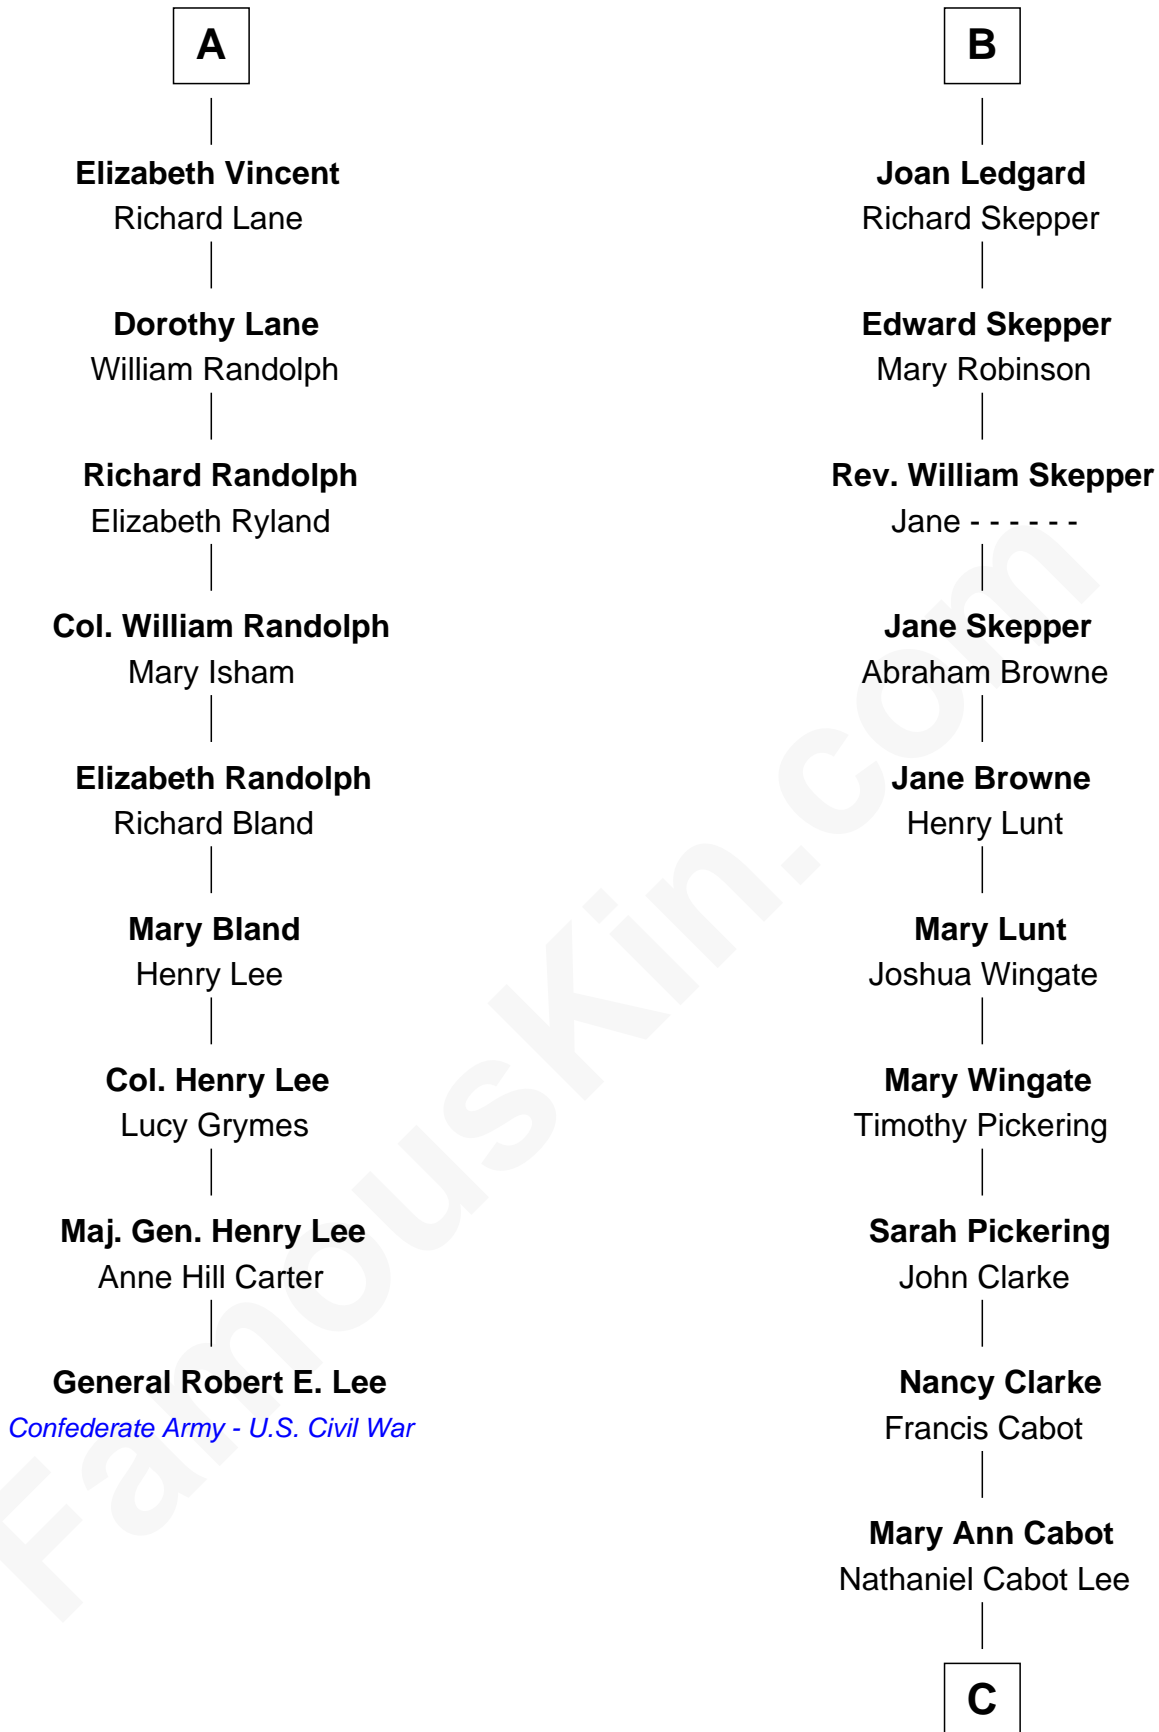 A
Elizabeth Vincent
Richard Lane
Dorothy Lane
William Randolph
Richard Randolph
Elizabeth Ryland
Col. William Randolph
Mary Isham
Elizabeth Randolph
Richard Bland
Mary Bland
Henry Lee
Col. Henry Lee
Lucy Grymes
Maj. Gen. Henry Lee
Anne Hill Carter
General Robert E. Lee
Confederate Army - U.S. Civil War
B
Joan Ledgard
Richard Skepper
Edward Skepper
Mary Robinson
Rev. William Skepper
Jane - - - - - -
Jane Skepper
Abraham Browne
Jane Browne
Henry Lunt
Mary Lunt
Joshua Wingate
Mary Wingate
Timothy Pickering
Sarah Pickering
John Clarke
Nancy Clarke
Francis Cabot
Mary Ann Cabot
Nathaniel Cabot Lee
C
FamousKin.com